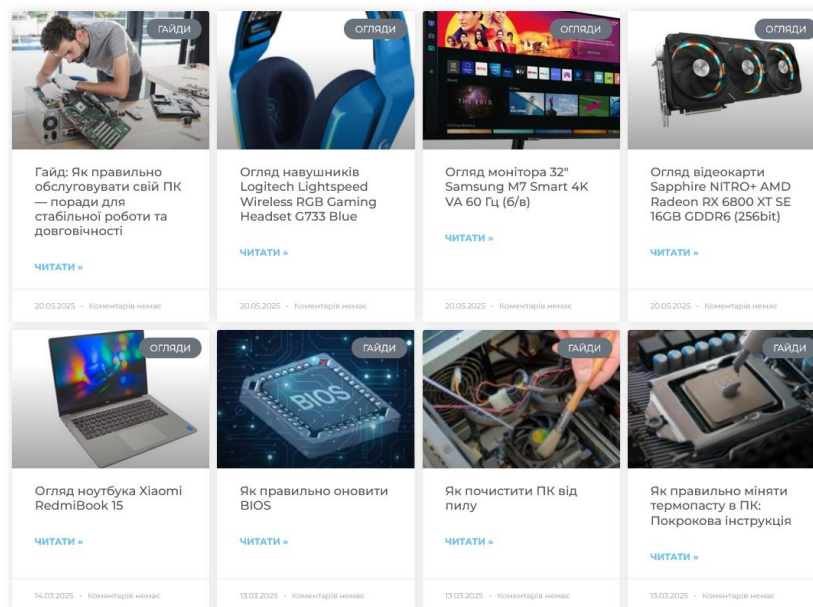 ГАЙДИ
Гайд: Як правильно
обслуговувати свій ПК
— поради для
стабільної роботи та
довговічності
ЧИТАТИ »
20.05.2025 • Коментарів немає
ОГЛЯДИ
Огляд навушників
Logitech Lightspeed
Wireless RGB Gaming
Headset G733 Blue
ЧИТАТИ »
20.05.2025 • Коментарів немає
ОГЛЯДИ
THE VOID
Огляд монітора 32"
Samsung M7 Smart 4K
VA 60 Гц (б/в)
ЧИТАТИ »
20.05.2025 • Коментарів немає
ОГЛЯДИ
Огляд відеокарти
Sapphire NITRO+ AMD
Radeon RX 6800 XT SE
16GB GDDR6 (256bit)
ЧИТАТИ »
20.05.2025 • Коментарів немає
ОГЛЯДИ
Огляд ноутбука Xiaomi
RedmiBook 15
ЧИТАТИ »
14.03.2025 • Коментарів немає
ГАЙДИ
BIOS
Як правильно оновити
BIOS
ЧИТАТИ »
13.03.2025 • Коментарів немає
ГАЙДИ
Як почистити ПК від
пилу
ЧИТАТИ »
13.03.2025 • Коментарів немає
ГАЙДИ
Як правильно міняти
термопасту в ПК:
Покрокова інструкція
ЧИТАТИ »
13.03.2025 • Коментарів немає